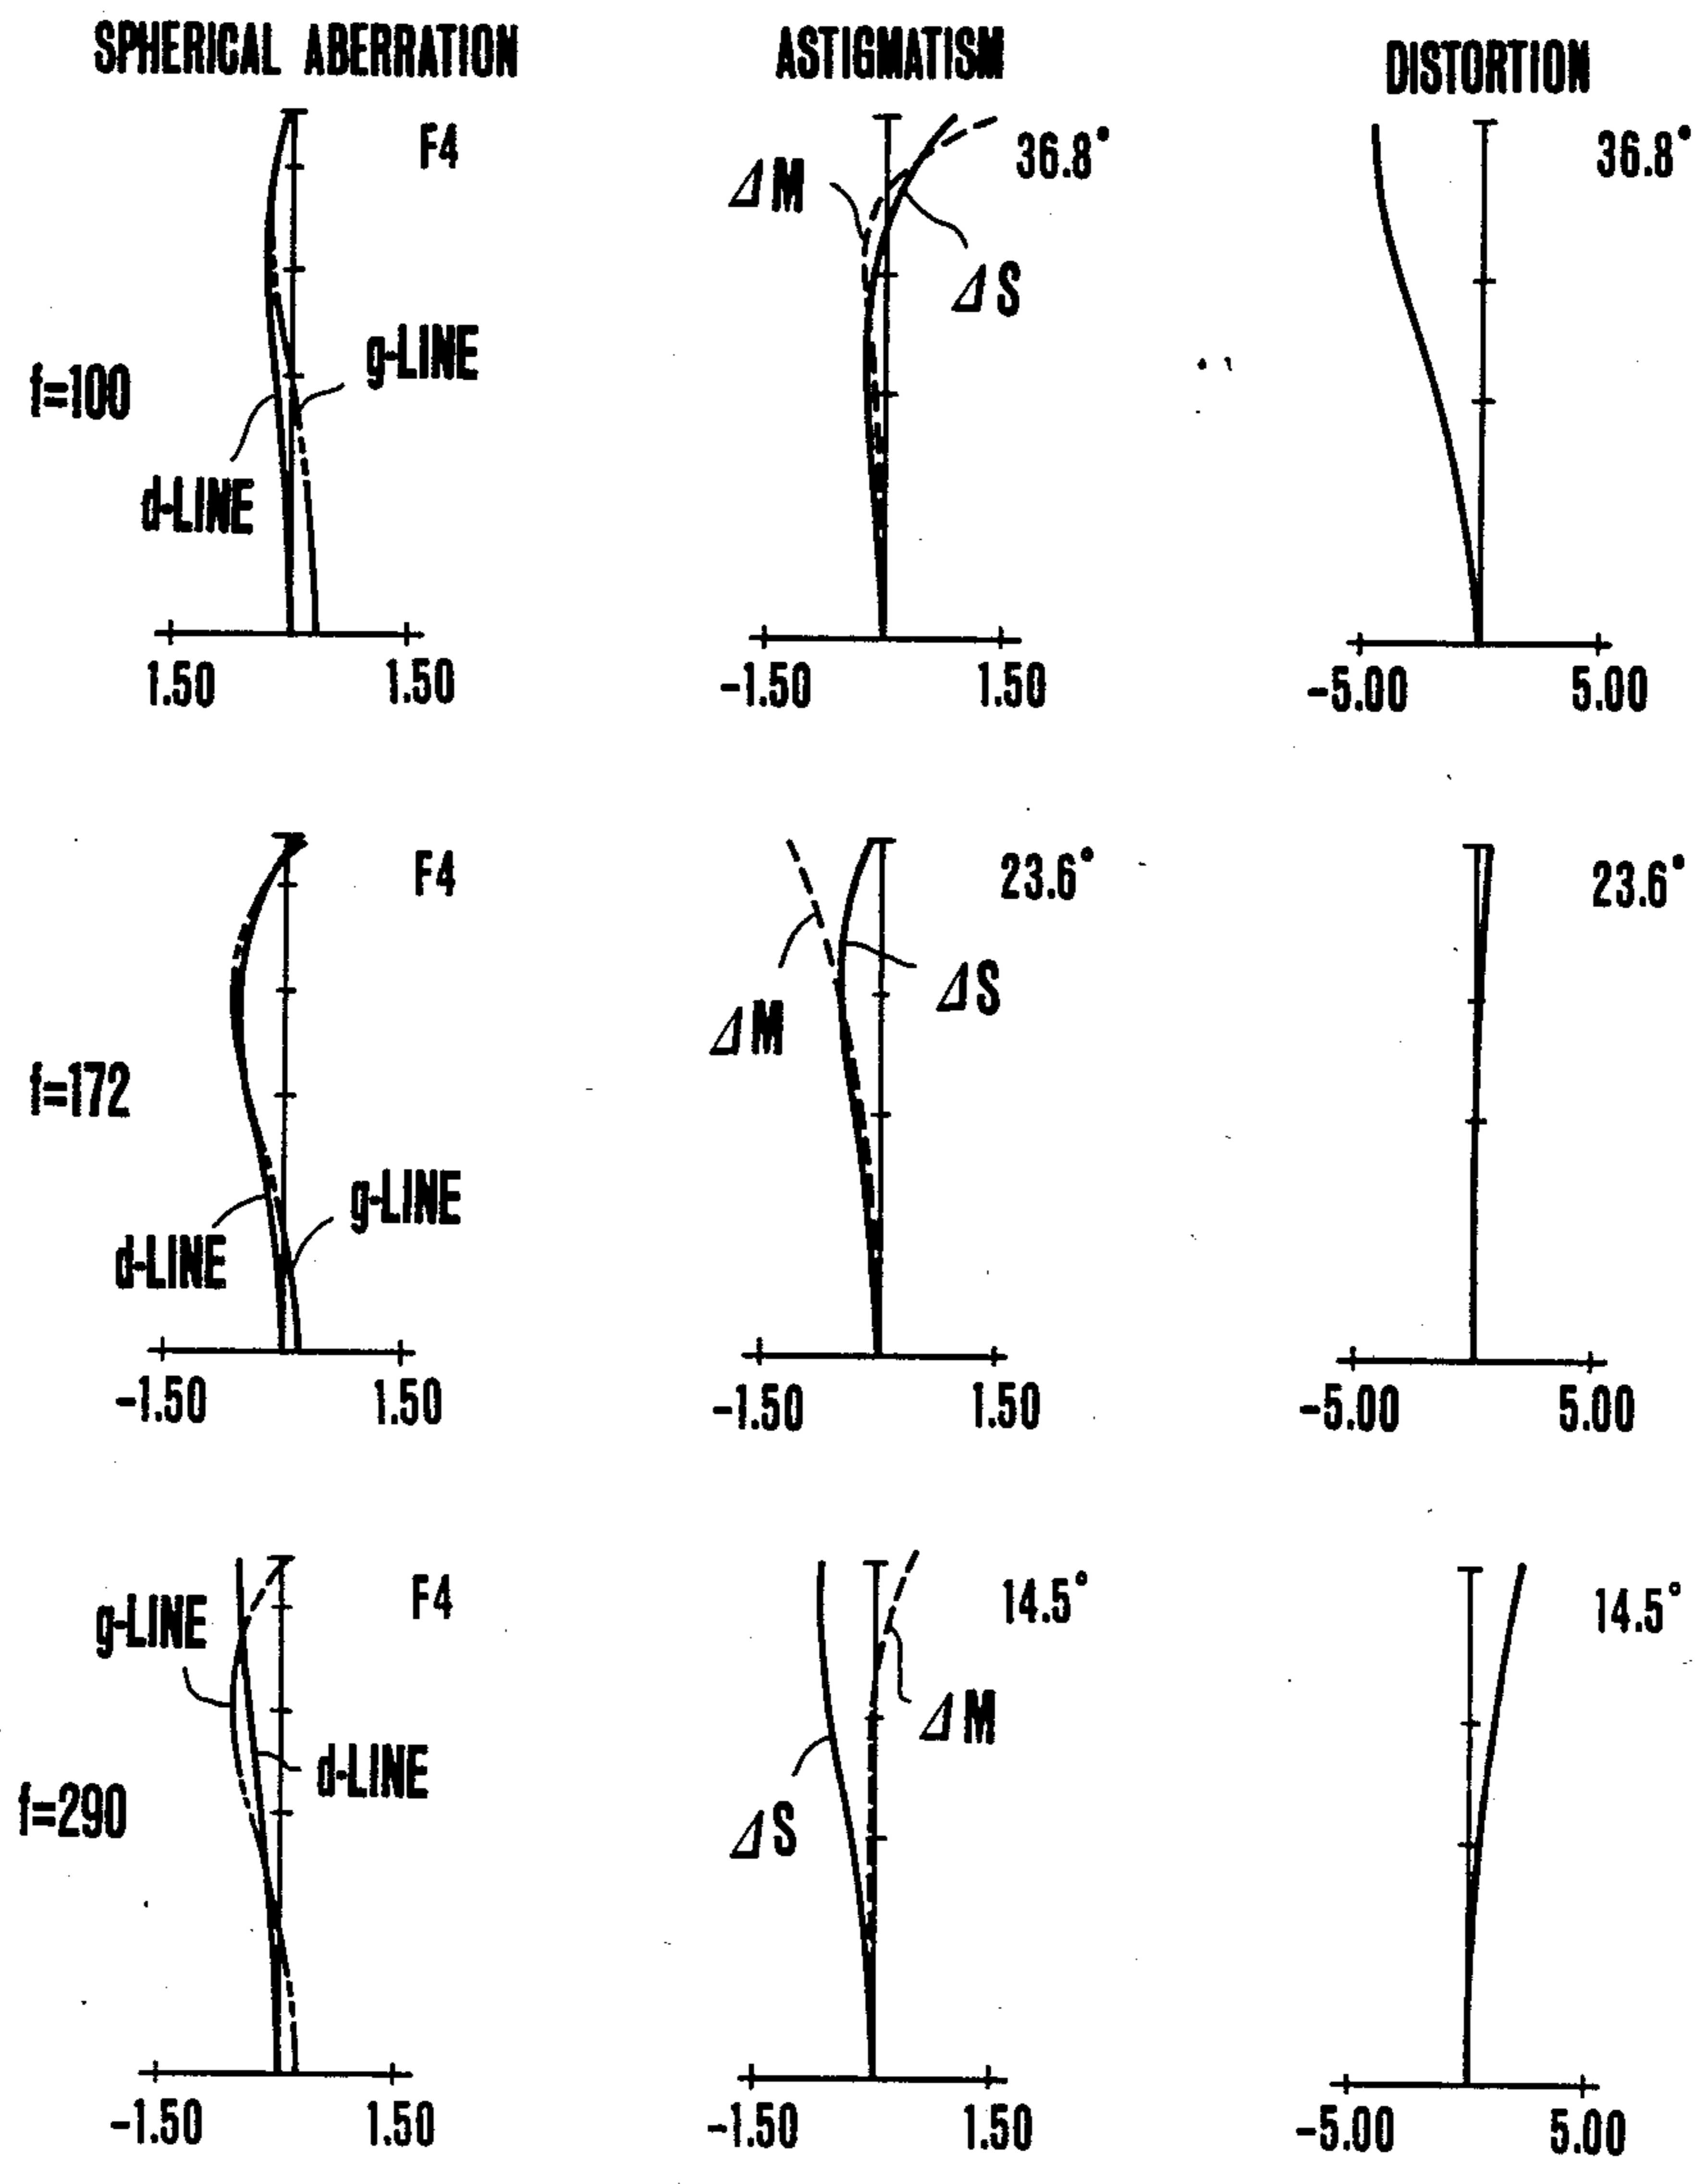 SPHERICAL ABERRATION
ASTIGMATISM
DISTORTION
f=100
F4
g-LINE
d-LINE
1.50
1.50
36.8°
ΔM
ΔS
-1.50
1.50
36.8°
-5.00
5.00
f=172
F4
d-LINE
g-LINE
-1.50
1.50
23.6°
ΔM
ΔS
-1.50
1.50
23.6°
-5.00
5.00
f=290
F4
g-LINE
d-LINE
-1.50
1.50
14.5°
ΔM
ΔS
-1.50
1.50
14.5°
-5.00
5.00